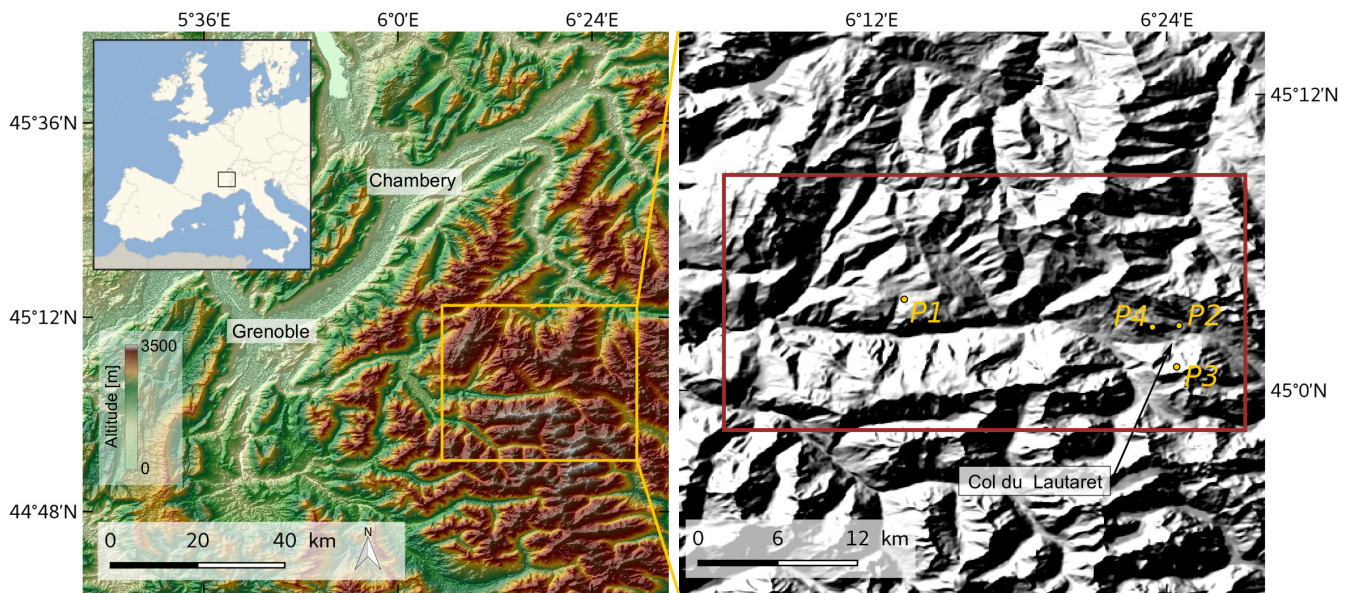 5°36′E 6°0′E 6°24′E
6°12′E 6°24′E
45°36′N
45°12′N
44°48′N
45°12′N
45°0′N
Chambery
Grenoble
3500
Altitude [m]
0
0 20 40 km
N
P1
P4 P2
P3
Col du Lautaret
0 6 12 km